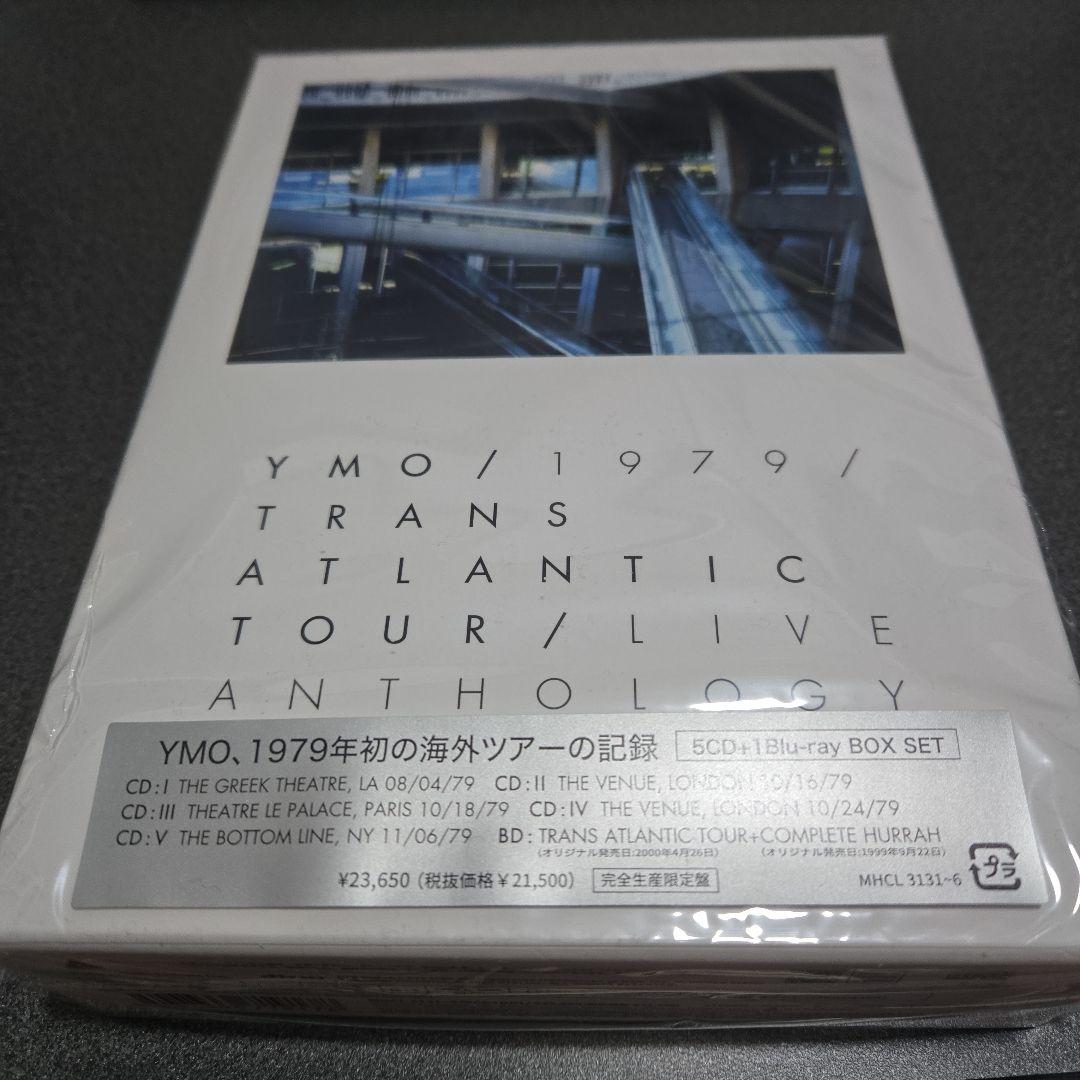 YMO/1979/
TRANS
ATLANTIC
TOUR/LIVE
ANTHOLOGY
YMO、1979年初の海外ツアーの記録 5CD+1Blu-ray BOX SET
CD:I THE GREEK THEATRE, LA 08/04/79 CD:II THE VENUE, LONDON 10/16/79
CD:III THEATRE LE PALACE, PARIS 10/18/79 CD:IV THE VENUE, LONDON 10/24/79
CD:V THE BOTTOM LINE, NY 11/06/79 BD: TRANS ATLANTIC TOUR+COMPLETE HURRAH
(オリジナル発売日:2000年4月26日) (オリジナル発売日:1999年9月22日)
¥23,650 (税抜価格¥21,500) 完全生産限定盤 MHCL 3131~6 プラ